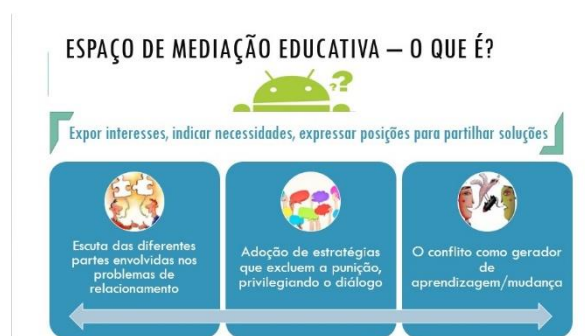 ESPAÇO DE MEDIAÇÃO EDUCATIVA – O QUE É?
??
Expor interesses, indicar necessidades, expressar posições para partilhar soluções
Escuta das diferentes
partes envolvidas nos
problemas de
relacionamento
Adoção de estratégias
que excluem a punição,
privilegiando o diálogo
O conflito como gerador
de
aprendizagem/mudança